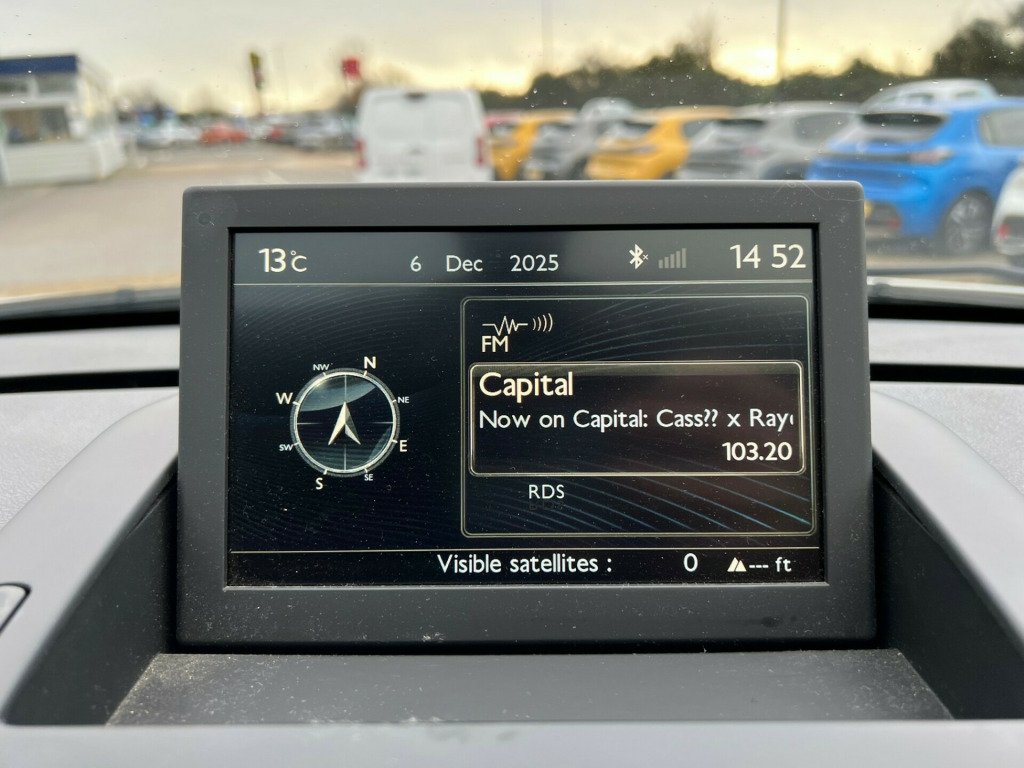 13°C 6 Dec 2025 14 52
FM
Capital
Now on Capital: Cass?? x Ray
103.20
RDS
N
NE
E
SE
S
SW
W
NW
Visible satellites : 0 --- ft